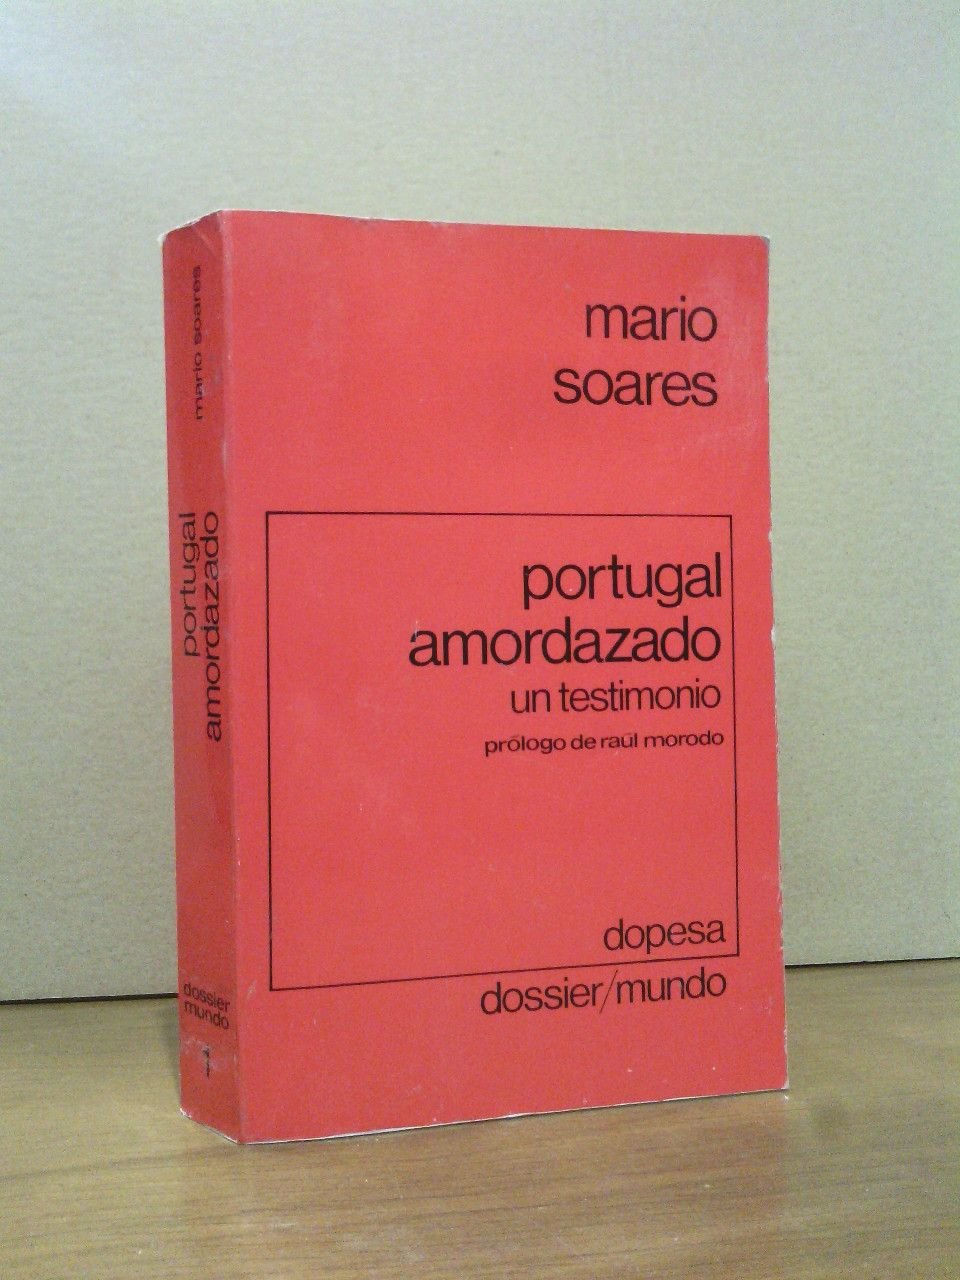 mario soares
portugal
amordazado
dossier
mundo
1
mario
soares
portugal
amordazado
un testimonio
prólogo de raúl morodo
dopesa
dossier/mundo